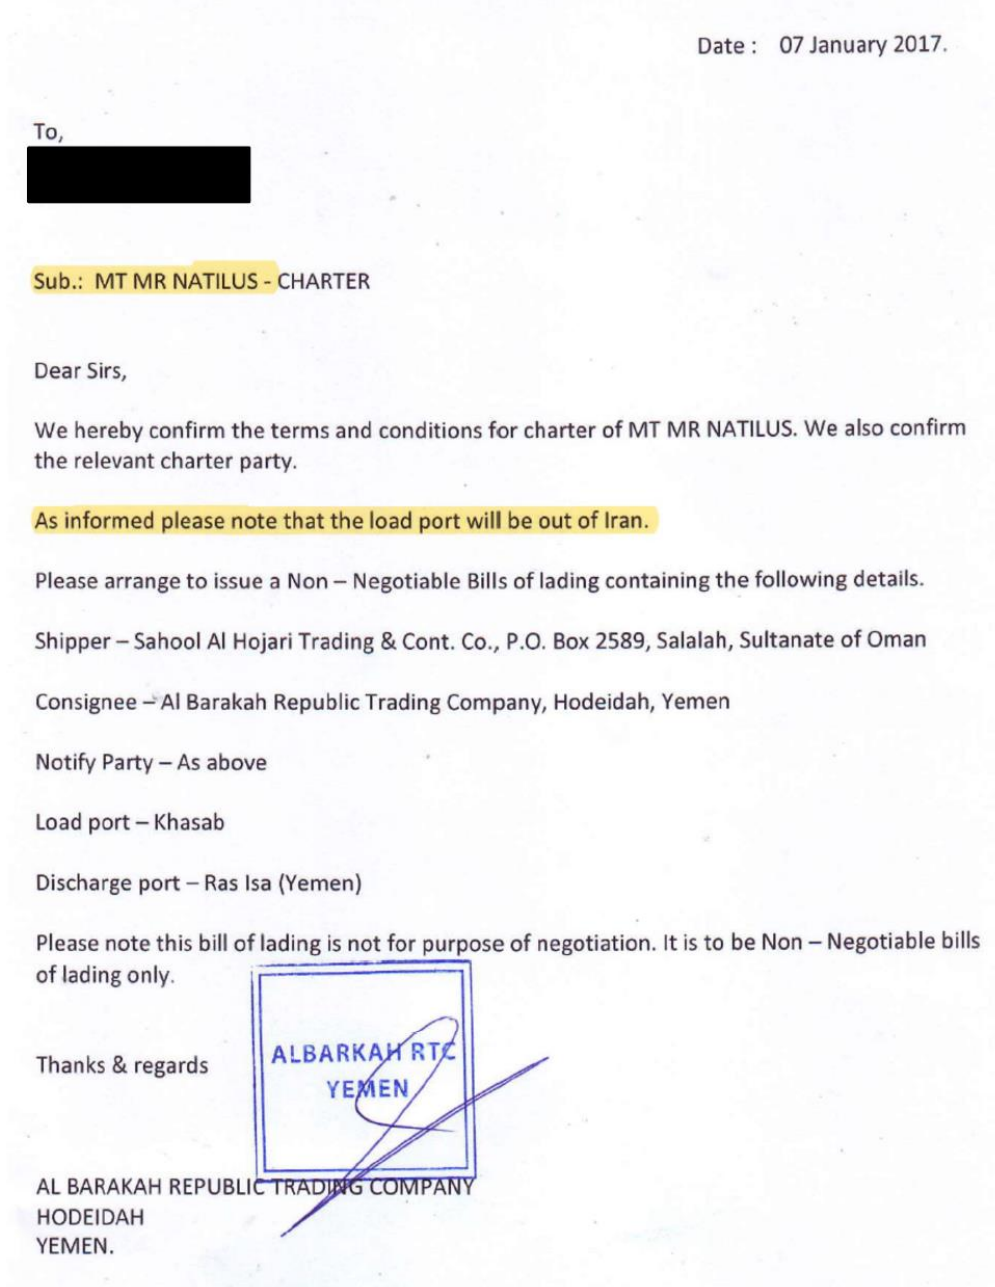 Date : 07 January 2017.
To,
Sub.: MT MR NATILUS - CHARTER
Dear Sirs,
We hereby confirm the terms and conditions for charter of MT MR NATILUS. We also confirm
the relevant charter party.
As informed please note that the load port will be out of Iran.
Please arrange to issue a Non – Negotiable Bills of lading containing the following details.
Shipper – Sahool Al Hojari Trading & Cont. Co., P.O. Box 2589, Salalah, Sultanate of Oman
Consignee – Al Barakah Republic Trading Company, Hodeidah, Yemen
Notify Party – As above
Load port – Khasab
Discharge port – Ras Isa (Yemen)
Please note this bill of lading is not for purpose of negotiation. It is to be Non – Negotiable bills
of lading only.
ALBARKAH RTC
YEMEN
Thanks & regards
AL BARAKAH REPUBLIC TRADING COMPANY
HODEIDAH
YEMEN.